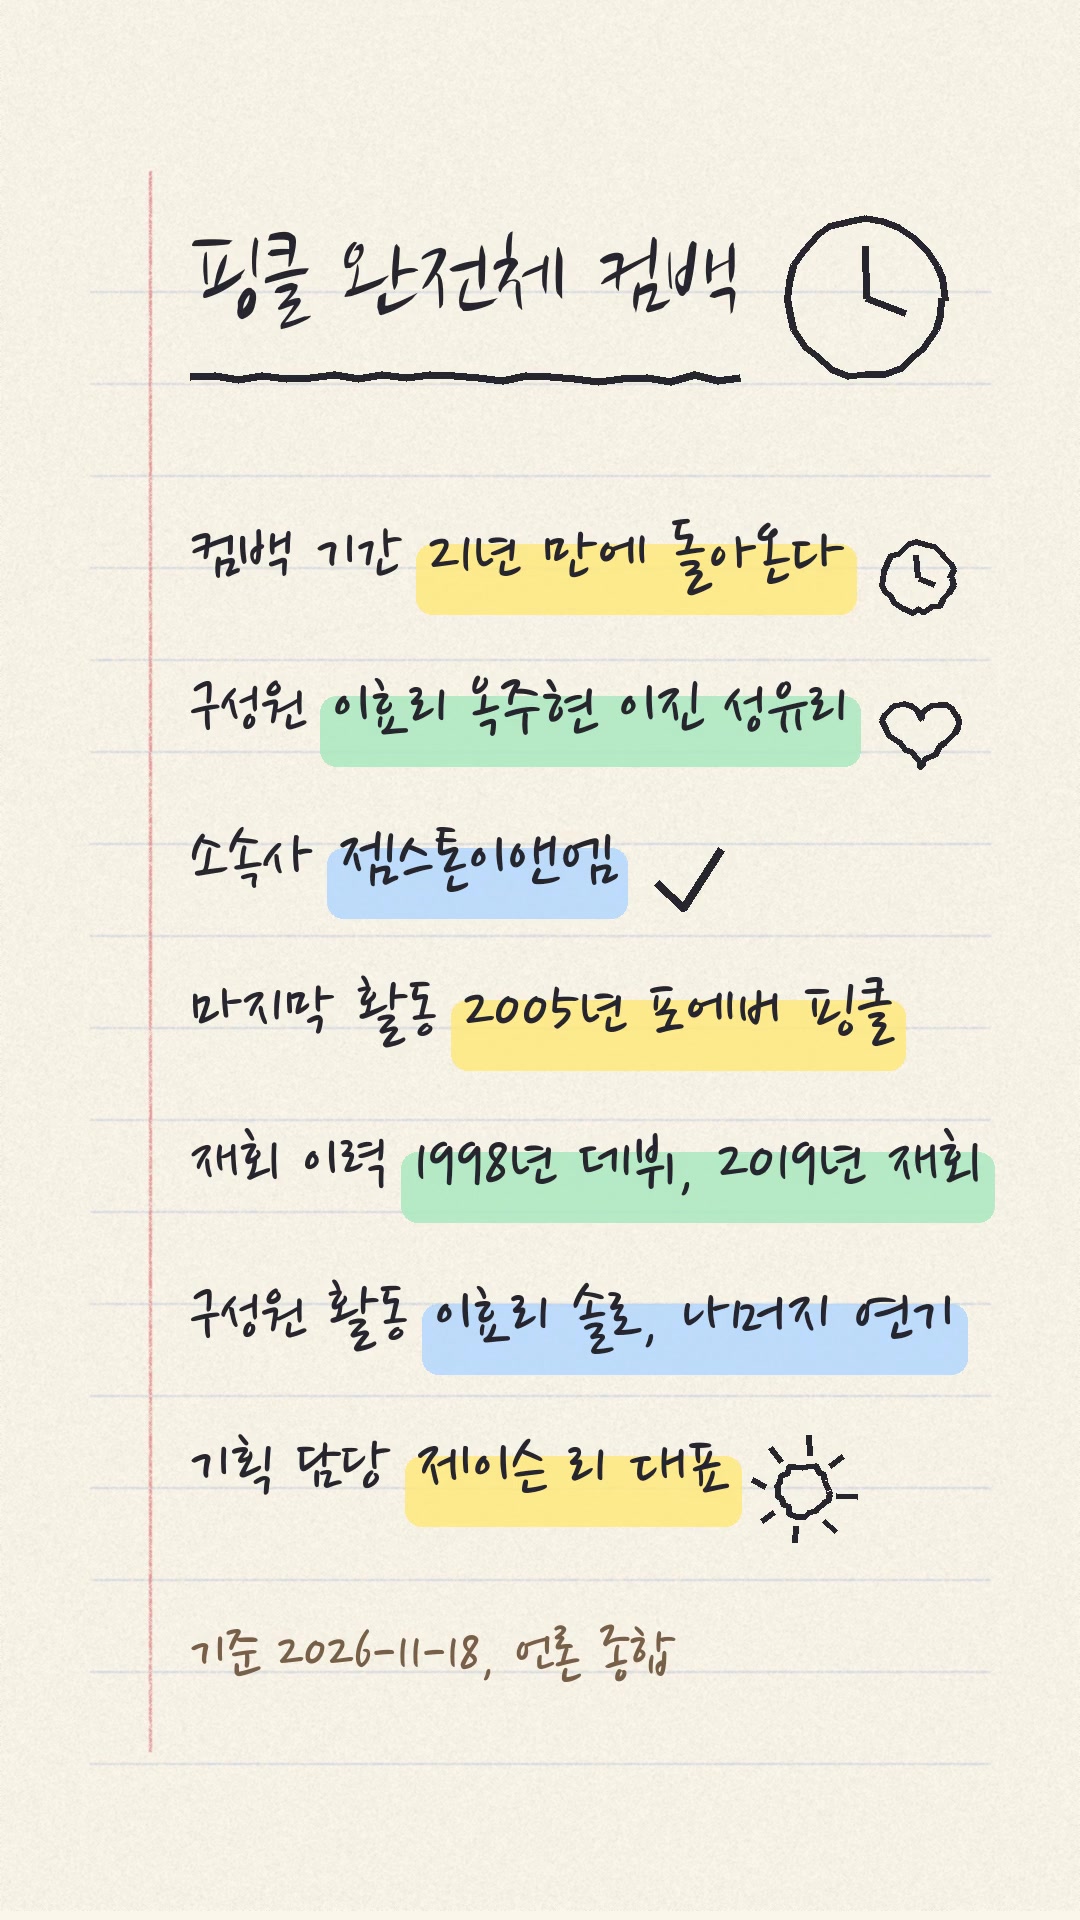 핑클 완전체 컴백
컴백 기간 21년 만에 돌아온다
구성원 이효리 옥주현 이진 성유리
소속사 젬스톤이앤엠
마지막 활동 2005년 포에버 핑클
재회 이력 1998년 데뷔, 2019년 재회
구성원 활동 이효리 솔로, 나머지 연기
기획 담당 제이슨 리 대표
기준 2026-11-18, 언론 종합